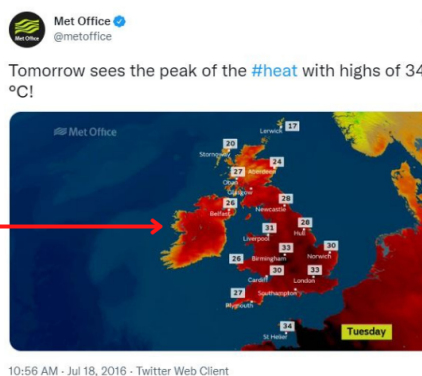 Met Office
Met Office
@metoffice
Tomorrow sees the peak of the #heat with highs of 34
°C!
Met Office
Lerwick 17
20
Stornoway
24
27 Aberdeen
Oban
Glasgow
26 28
Belfast Newcastle
31 28
Liverpool Hull
33 30
26 Birmingham Norwich
30 33
Cardiff London
27 Southampton
Plymouth
34
St Helier
Tuesday
10:56 AM · Jul 18, 2016 · Twitter Web Client